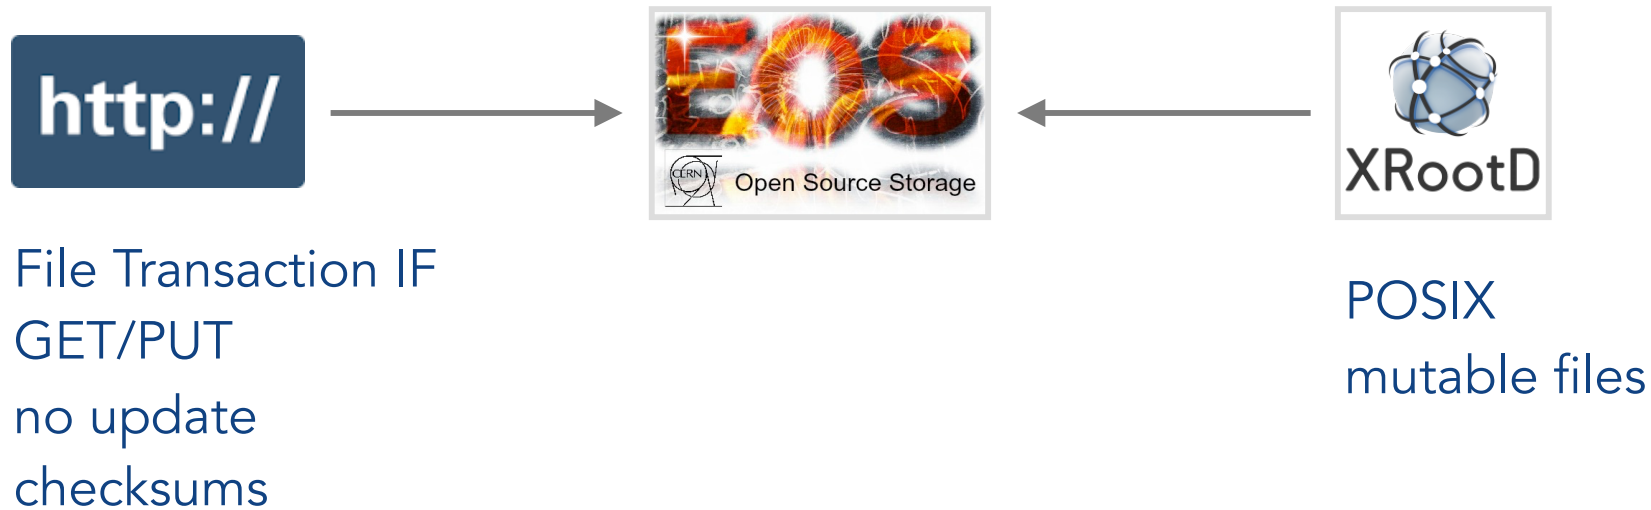 http://
File Transaction IF
GET/PUT
no update
checksums
EOS
CERN
Open Source Storage
XRootD
POSIX
mutable files